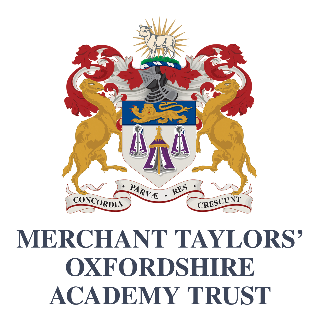 CONCORDIA PARVÆ RES CRESCUNT
MERCHANT TAYLORS'
OXFORDSHIRE
ACADEMY TRUST